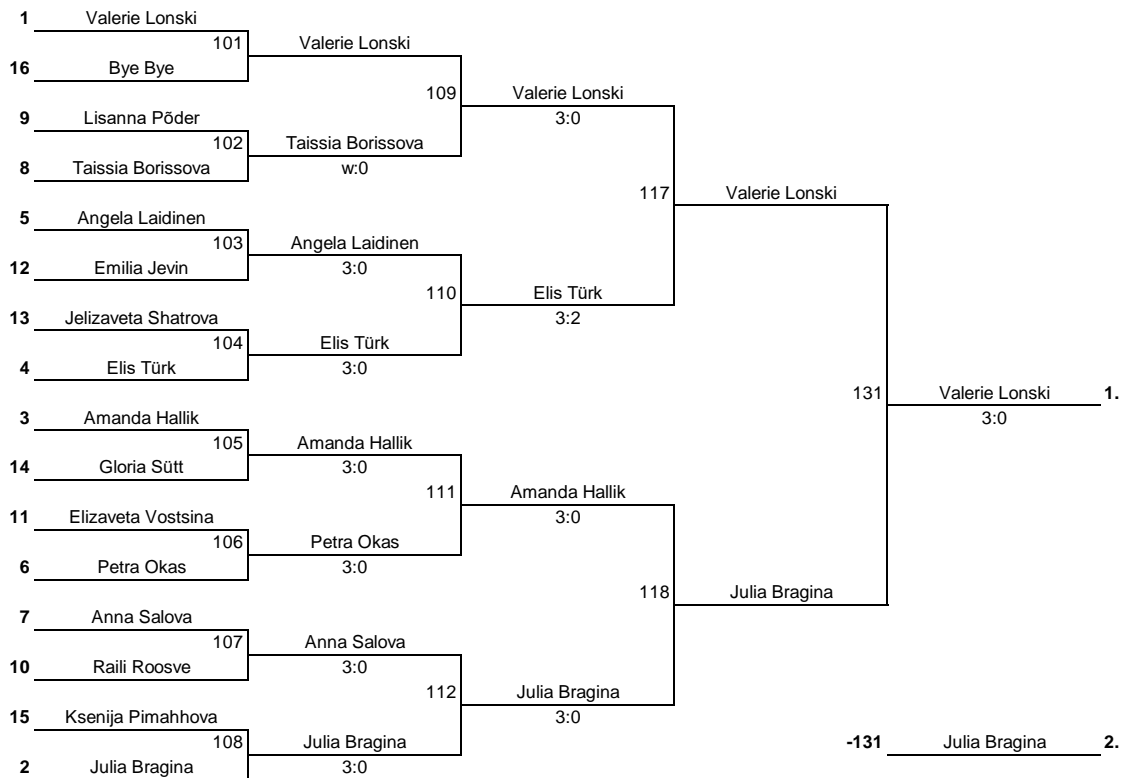 1 Valerie Lonski
101 Valerie Lonski
16 Bye Bye
109 Valerie Lonski
3:0
9 Lisanna Põder
102 Taissia Borissova
w:0
8 Taissia Borissova
117 Valerie Lonski
5 Angela Laidinen
103 Angela Laidinen
3:0
12 Emilia Jevin
110 Elis Türk
3:2
13 Jelizaveta Shatrova
104 Elis Türk
3:0
4 Elis Türk
131 Valerie Lonski 1.
3:0
3 Amanda Hallik
105 Amanda Hallik
3:0
14 Gloria Sütt
111 Amanda Hallik
3:0
11 Elizaveta Vostsina
106 Petra Okas
3:0
6 Petra Okas
118 Julia Bragina
7 Anna Salova
107 Anna Salova
3:0
10 Raili Roosve
112 Julia Bragina
3:0
15 Ksenija Pimahhova
108 Julia Bragina
3:0
2 Julia Bragina
-131 Julia Bragina 2.